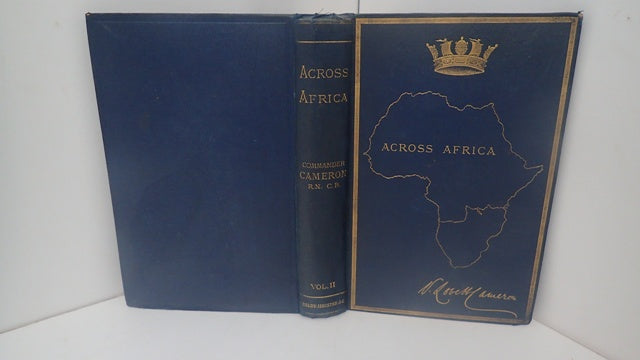 ACROSS
AFRICA
COMMANDER
CAMERON
R.N. C.B.
VOL. II
ACROSS AFRICA
V. Lovett Cameron